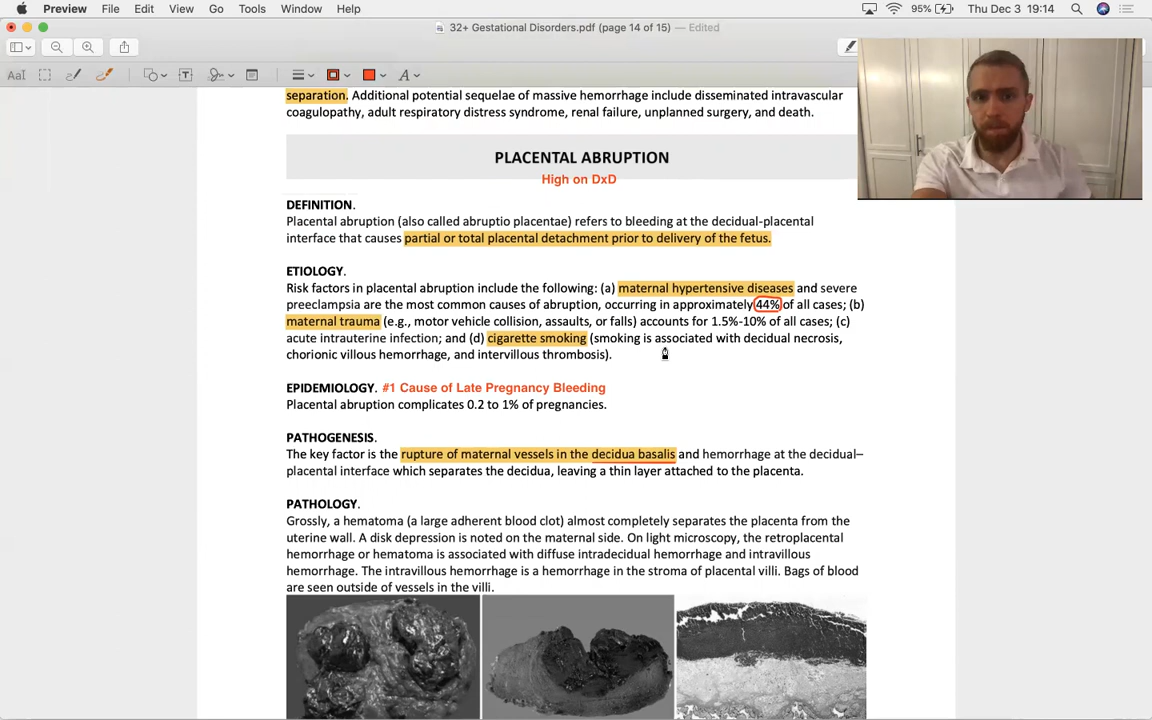 Preview File Edit View Go Tools Window Help 95% Thu Dec 3 19:14
32+ Gestational Disorders.pdf (page 14 of 15) — Edited
separation. Additional potential sequelae of massive hemorrhage include disseminated intravascular
coagulopathy, adult respiratory distress syndrome, renal failure, unplanned surgery, and death.
PLACENTAL ABRUPTION
High on DxD
DEFINITION.
Placental abruption (also called abruptio placentae) refers to bleeding at the decidual-placental
interface that causes partial or total placental detachment prior to delivery of the fetus.
ETIOLOGY.
Risk factors in placental abruption include the following: (a) maternal hypertensive diseases and severe
preeclampsia are the most common causes of abruption, occurring in approximately 44% of all cases; (b)
maternal trauma (e.g., motor vehicle collision, assaults, or falls) accounts for 1.5%-10% of all cases; (c)
acute intrauterine infection; and (d) cigarette smoking (smoking is associated with decidual necrosis,
chorionic villous hemorrhage, and intervillous thrombosis).
EPIDEMIOLOGY. #1 Cause of Late Pregnancy Bleeding
Placental abruption complicates 0.2 to 1% of pregnancies.
PATHOGENESIS.
The key factor is the rupture of maternal vessels in the decidua basalis and hemorrhage at the decidual–
placental interface which separates the decidua, leaving a thin layer attached to the placenta.
PATHOLOGY.
Grossly, a hematoma (a large adherent blood clot) almost completely separates the placenta from the
uterine wall. A disk depression is noted on the maternal side. On light microscopy, the retroplacental
hemorrhage or hematoma is associated with diffuse intradecidual hemorrhage and intravillous
hemorrhage. The intravillous hemorrhage is a hemorrhage in the stroma of placental villi. Bags of blood
are seen outside of vessels in the villi.